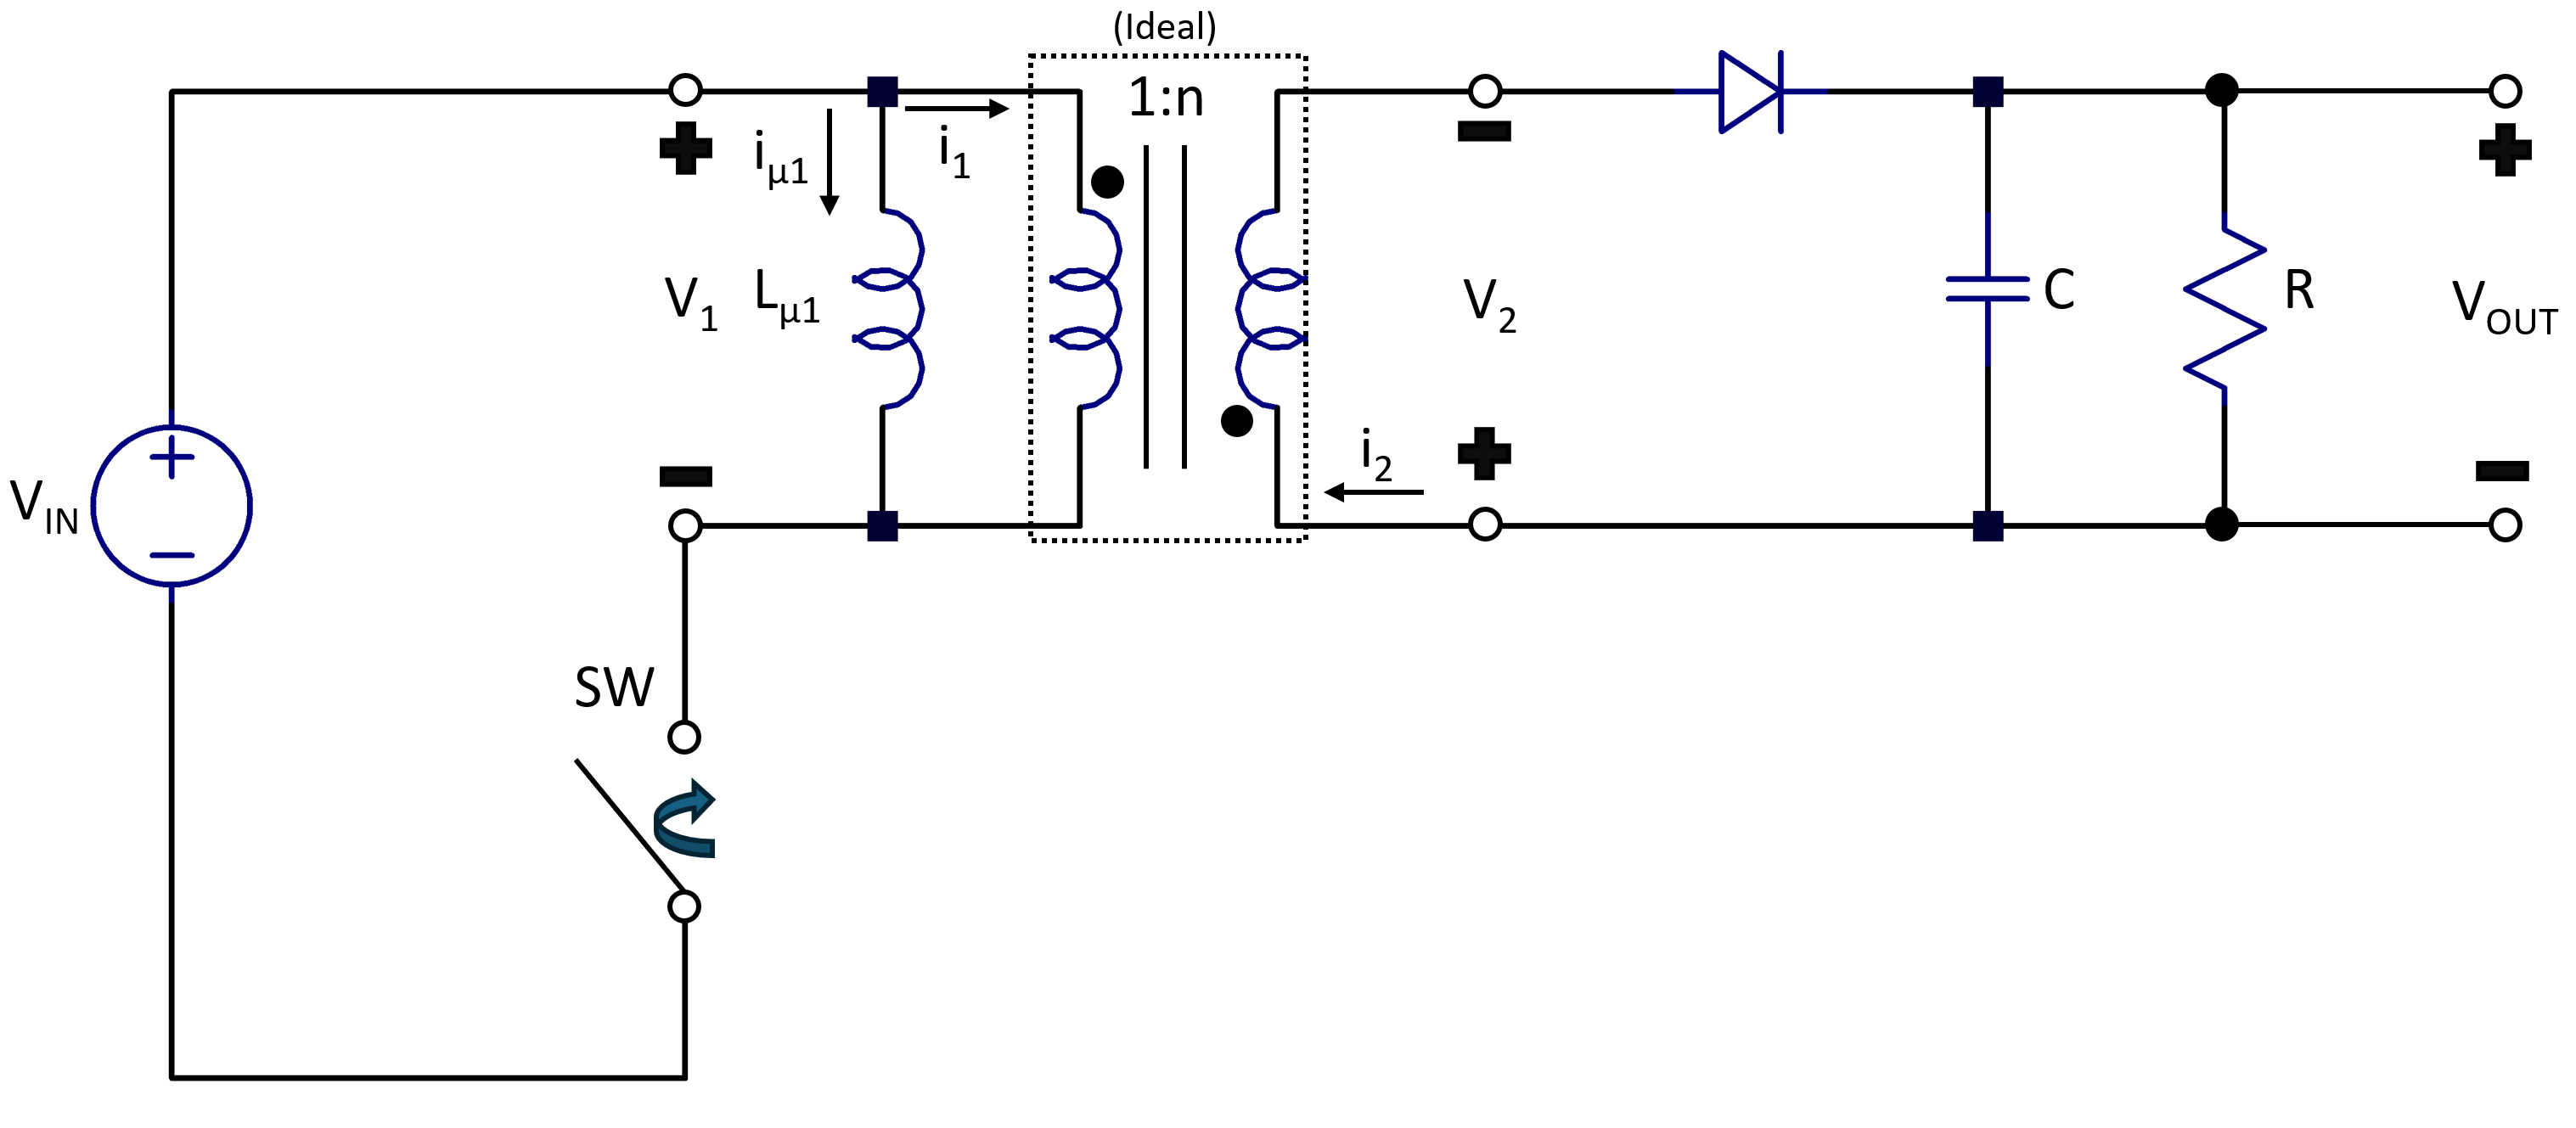 (Ideal)
1:n
iμ1
i1
V1
Lμ1
V2
C
R
VOUT
i2
VIN
SW